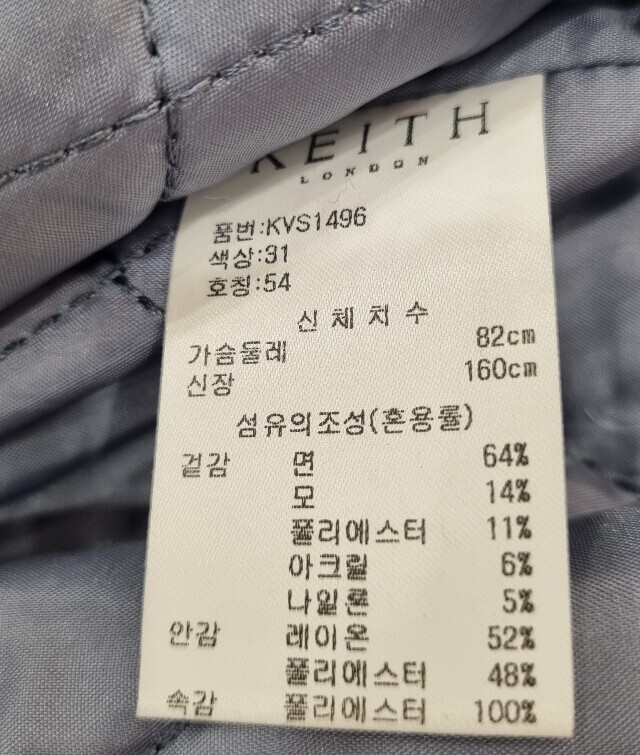 KEITH
LONDON
품번:KVS1496
색상:31
호칭:54
신체치수
가슴둘레 82cm
신장 160cm
섬유의조성(혼용률)
겉감 면 64%
모 14%
폴리에스터 11%
아크릴 6%
나일론 5%
안감 레이온 52%
폴리에스터 48%
속감 폴리에스터 100%